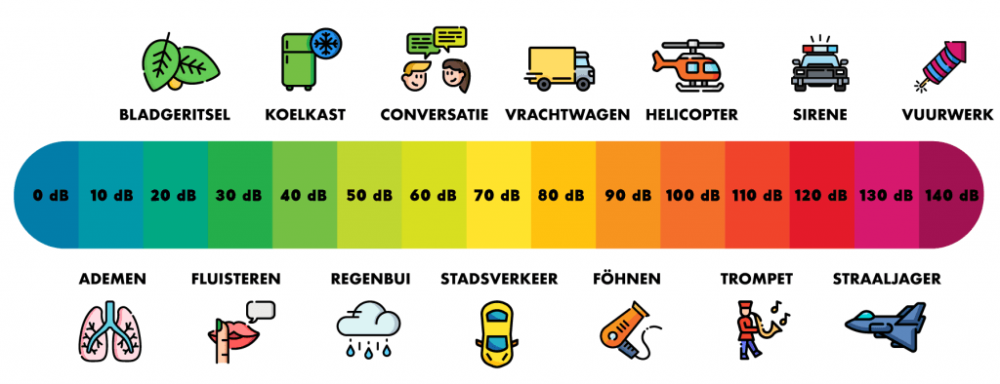 BLADGERITSEL KOELKAST CONVERSATIE VRACHTWAGEN HELICOPTER SIRENE VUURWERK
0 dB 10 dB 20 dB 30 dB 40 dB 50 dB 60 dB 70 dB 80 dB 90 dB 100 dB 110 dB 120 dB 130 dB 140 dB
ADEMEN FLUISTEREN REGENBUI STADSVERKEER FÖHNEN TROMPET STRAALJAGER